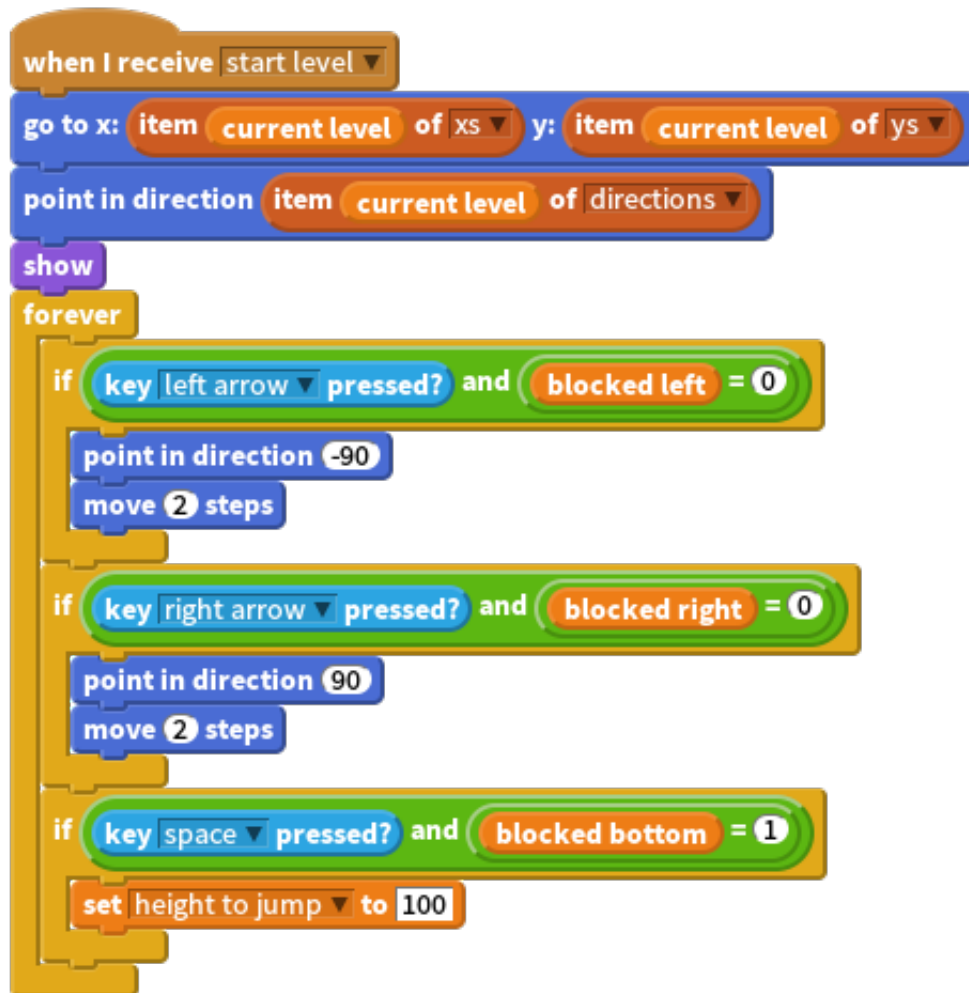 when I receive start level
go to x: item current level of xs y: item current level of ys
point in direction item current level of directions
show
forever
if key left arrow pressed? and blocked left = 0
point in direction -90
move 2 steps
if key right arrow pressed? and blocked right = 0
point in direction 90
move 2 steps
if key space pressed? and blocked bottom = 1
set height to jump to 100